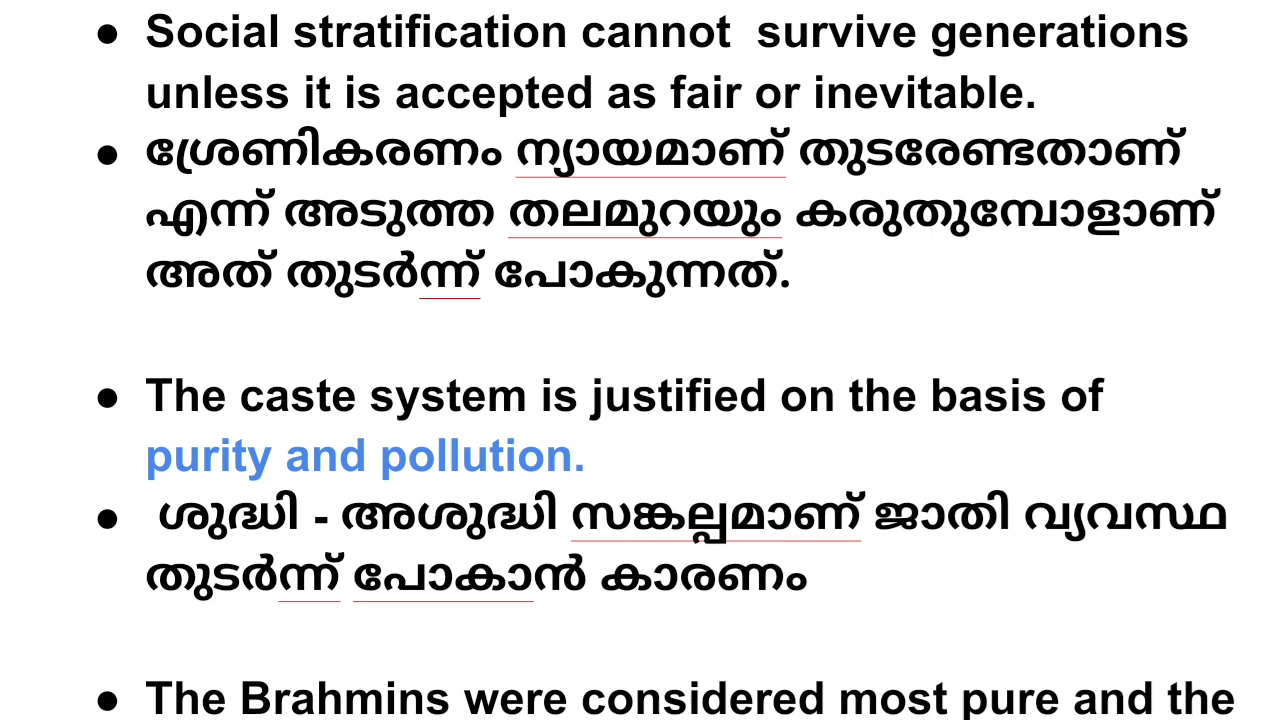 ● Social stratification cannot  survive generations
unless it is accepted as fair or inevitable.
● ശ്രേണികരണം ന്യായമാണ് തുടരേണ്ടതാണ്
എന്ന് അടുത്ത തലമുറയും കരുതുമ്പോളാണ്
അത് തുടർന്ന് പോകുന്നത്.
● The caste system is justified on the basis of
purity and pollution.
● ശുദ്ധി - അശുദ്ധി സങ്കല്പമാണ് ജാതി വ്യവസ്ഥ
തുടർന്ന് പോകാൻ കാരണം
● The Brahmins were considered most pure and the